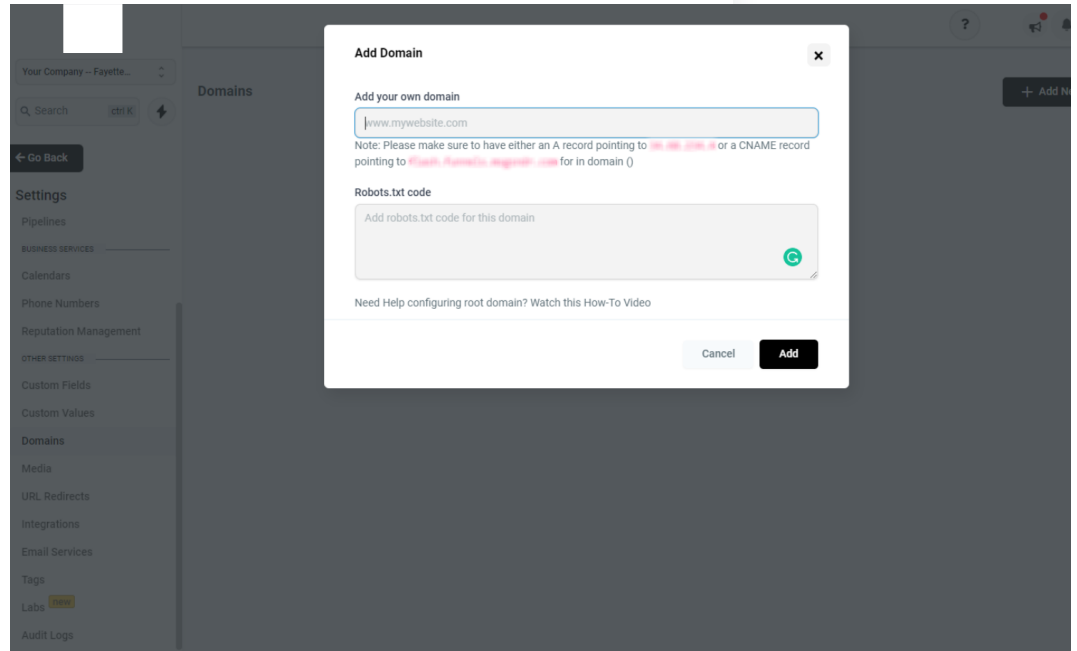 ?
Your Company -- Fayette...
Search
ctrl K
Go Back
Settings
Pipelines
BUSINESS SERVICES
Calendars
Phone Numbers
Reputation Management
OTHER SETTINGS
Custom Fields
Custom Values
Domains
Media
URL Redirects
Integrations
Email Services
Tags
Labs new
Audit Logs
Domains
+ Add Ne
Add Domain
×
Add your own domain
www.mywebsite.com
Note: Please make sure to have either an A record pointing to or a CNAME record
pointing to for in domain ()
Robots.txt code
Add robots.txt code for this domain
Need Help configuring root domain? Watch this How-To Video
Cancel
Add